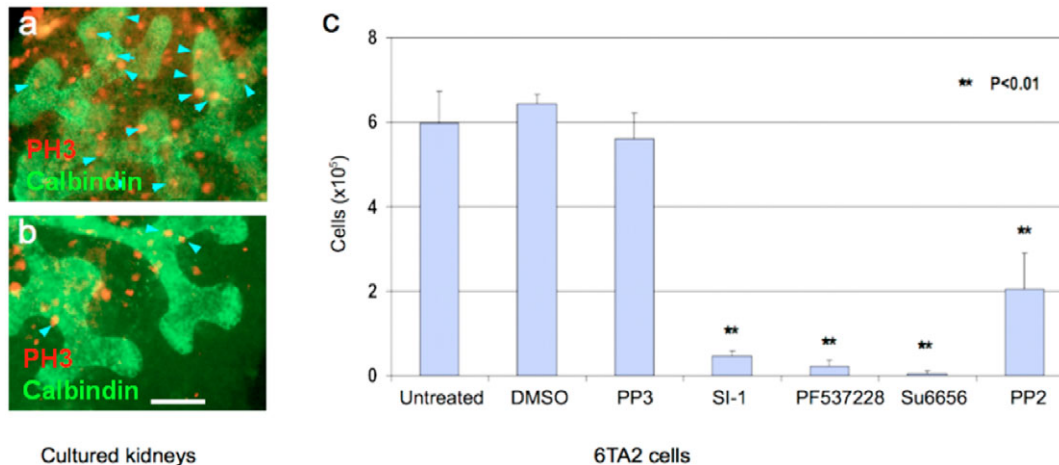 a
PH3
Calbindin
b
PH3
Calbindin
Cultured kidneys
c
8
6
4
2
0
Cells (x10⁵)
** P<0.01
**
**
**
**
Untreated DMSO PP3 SI-1 PF537228 Su6656 PP2
6TA2 cells